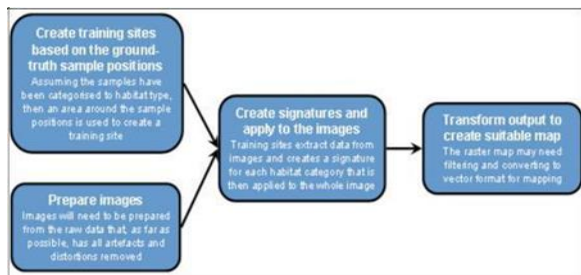 Create training sites
based on the ground-
truth sample positions
Assuming the samples have
been categorised to habitat type,
then an area around the sample
positions is used to create a
training site
Prepare images
Images will need to be prepared
from the raw data that, as far as
possible, has all artefacts and
distortions removed
Create signatures and
apply to the images
Training sites extract data from
images and creates a signature
for each habitat category that is
then applied to the whole image
Transform output to
create suitable map
The raster map may need
filtering and converting to
vector format for mapping